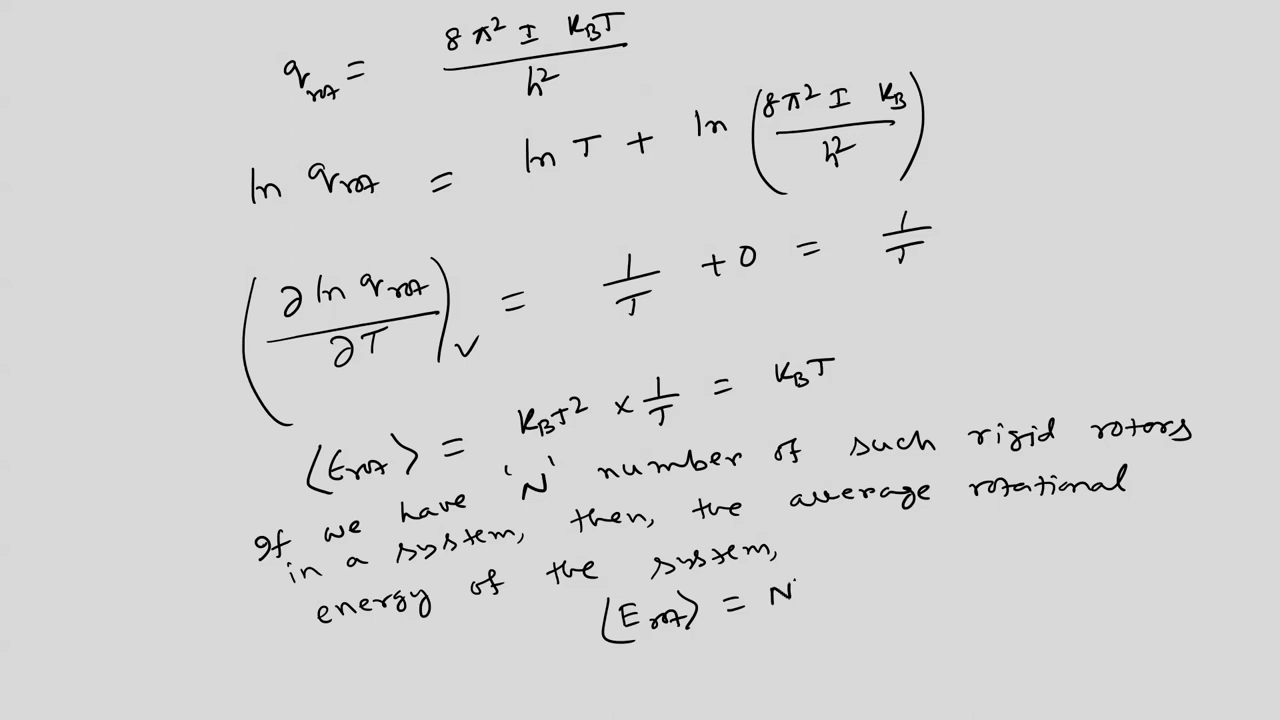 q_rot = 8π² I k_B T / h²
ln q_rot = ln T + ln (8π² I k_B / h²)
(∂ ln q_rot / ∂T)_V = 1/T + 0 = 1/T
⟨E_rot⟩ = k_B T² × 1/T = k_B T
If we have 'N' number of such rigid rotors
in a system, then, the average rotational
energy of the system,
⟨E_rot⟩ = N